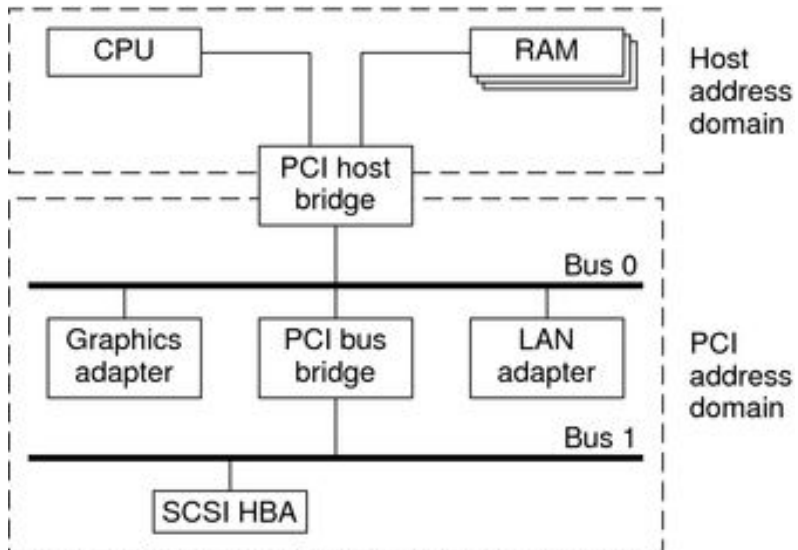 CPU
RAM
Host
address
domain
PCI host
bridge
Bus 0
Graphics
adapter
PCI bus
bridge
LAN
adapter
PCI
address
domain
Bus 1
SCSI HBA